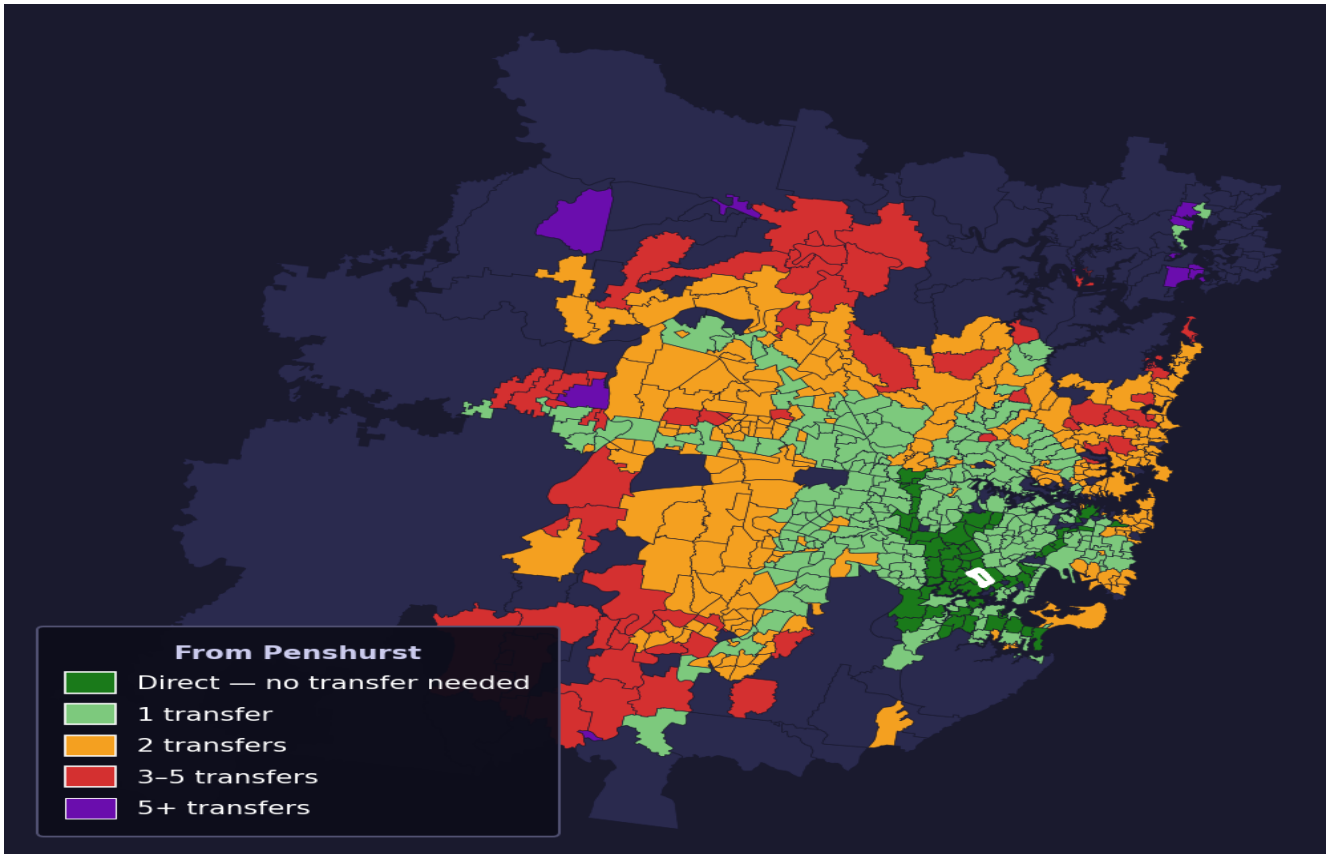 From Penshurst
Direct — no transfer needed
1 transfer
2 transfers
3–5 transfers
5+ transfers